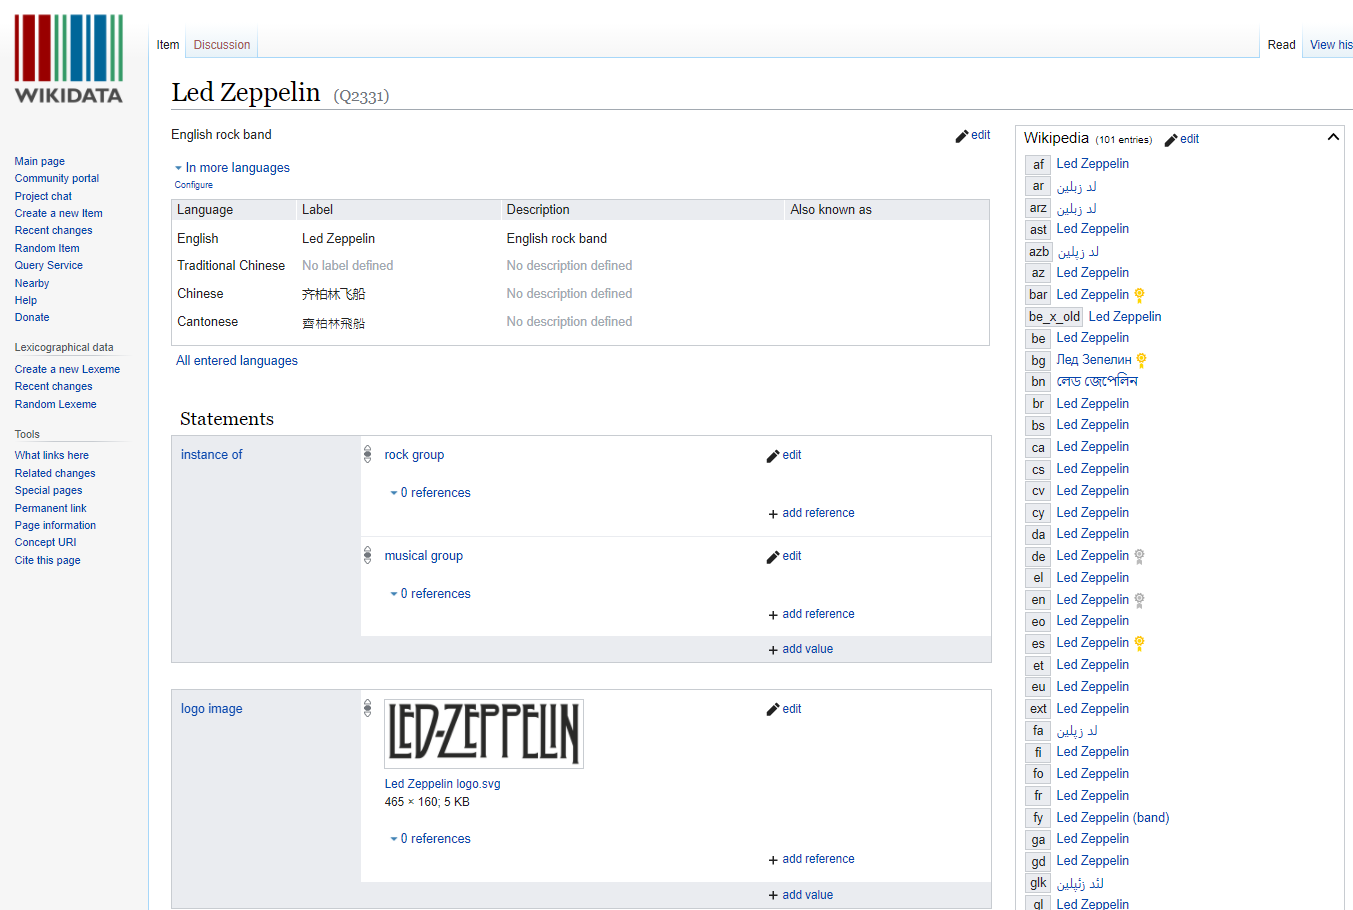 WIKIDATA
Main page
Community portal
Project chat
Create a new Item
Recent changes
Random Item
Query Service
Nearby
Help
Donate
Lexicographical data
Create a new Lexeme
Recent changes
Random Lexeme
Tools
What links here
Related changes
Special pages
Permanent link
Page information
Concept URI
Cite this page
Item Discussion
Read View his
Led Zeppelin (Q2331)
English rock band
edit
In more languages
Configure
Language Label Description Also known as
English Led Zeppelin English rock band
Traditional Chinese No label defined No description defined
Chinese 齐柏林飞船 No description defined
Cantonese 齊柏林飛船 No description defined
All entered languages
Statements
instance of
rock group
edit
0 references
+ add reference
musical group
edit
0 references
+ add reference
+ add value
logo image
LED-ZEPPELIN
edit
Led Zeppelin logo.svg
465 × 160; 5 KB
0 references
+ add reference
+ add value
Wikipedia (101 entries) edit
af Led Zeppelin
ar لد زبلين
arz لد زبلين
ast Led Zeppelin
azb لد زپلین
az Led Zeppelin
bar Led Zeppelin
be_x_old Led Zeppelin
be Led Zeppelin
bg Лед Зепелин
bn লেড জেপেলিন
br Led Zeppelin
bs Led Zeppelin
ca Led Zeppelin
cs Led Zeppelin
cv Led Zeppelin
cy Led Zeppelin
da Led Zeppelin
de Led Zeppelin
el Led Zeppelin
en Led Zeppelin
eo Led Zeppelin
es Led Zeppelin
et Led Zeppelin
eu Led Zeppelin
ext Led Zeppelin
fa لد زپلین
fi Led Zeppelin
fo Led Zeppelin
fr Led Zeppelin
fy Led Zeppelin (band)
ga Led Zeppelin
gd Led Zeppelin
glk لئد زئپلین
gl Led Zeppelin